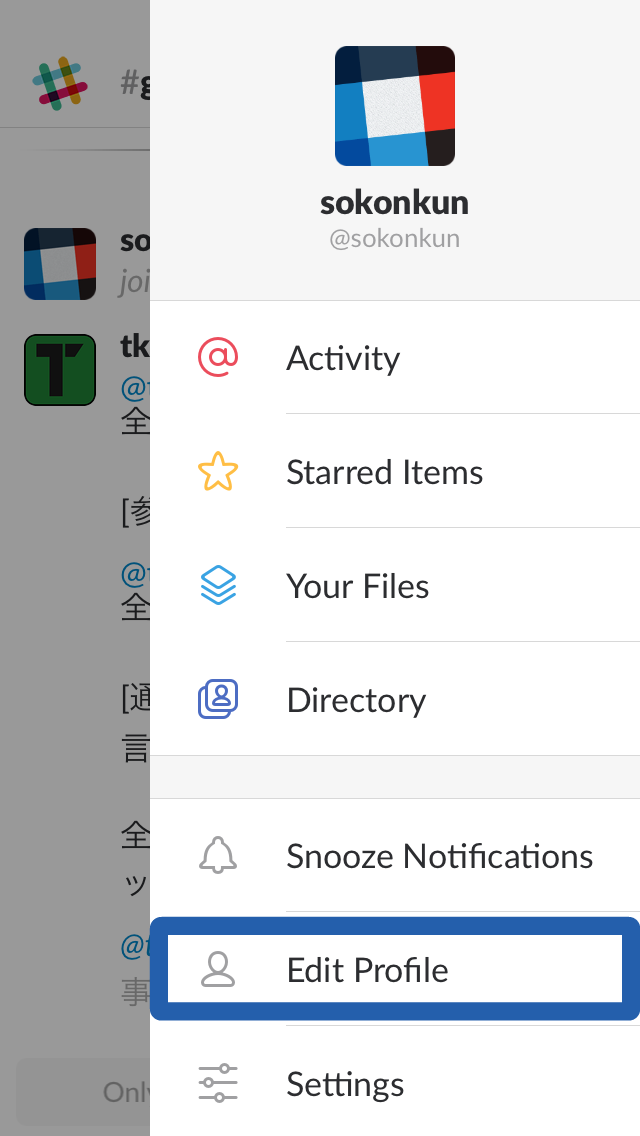 #g
sokonkun
@sokonkun
so
joi
tk
@t
全
[参
@t
全
[通
言
全
ッ
@t
事
Only
Activity
Starred Items
Your Files
Directory
Snooze Notifications
Edit Profile
Settings